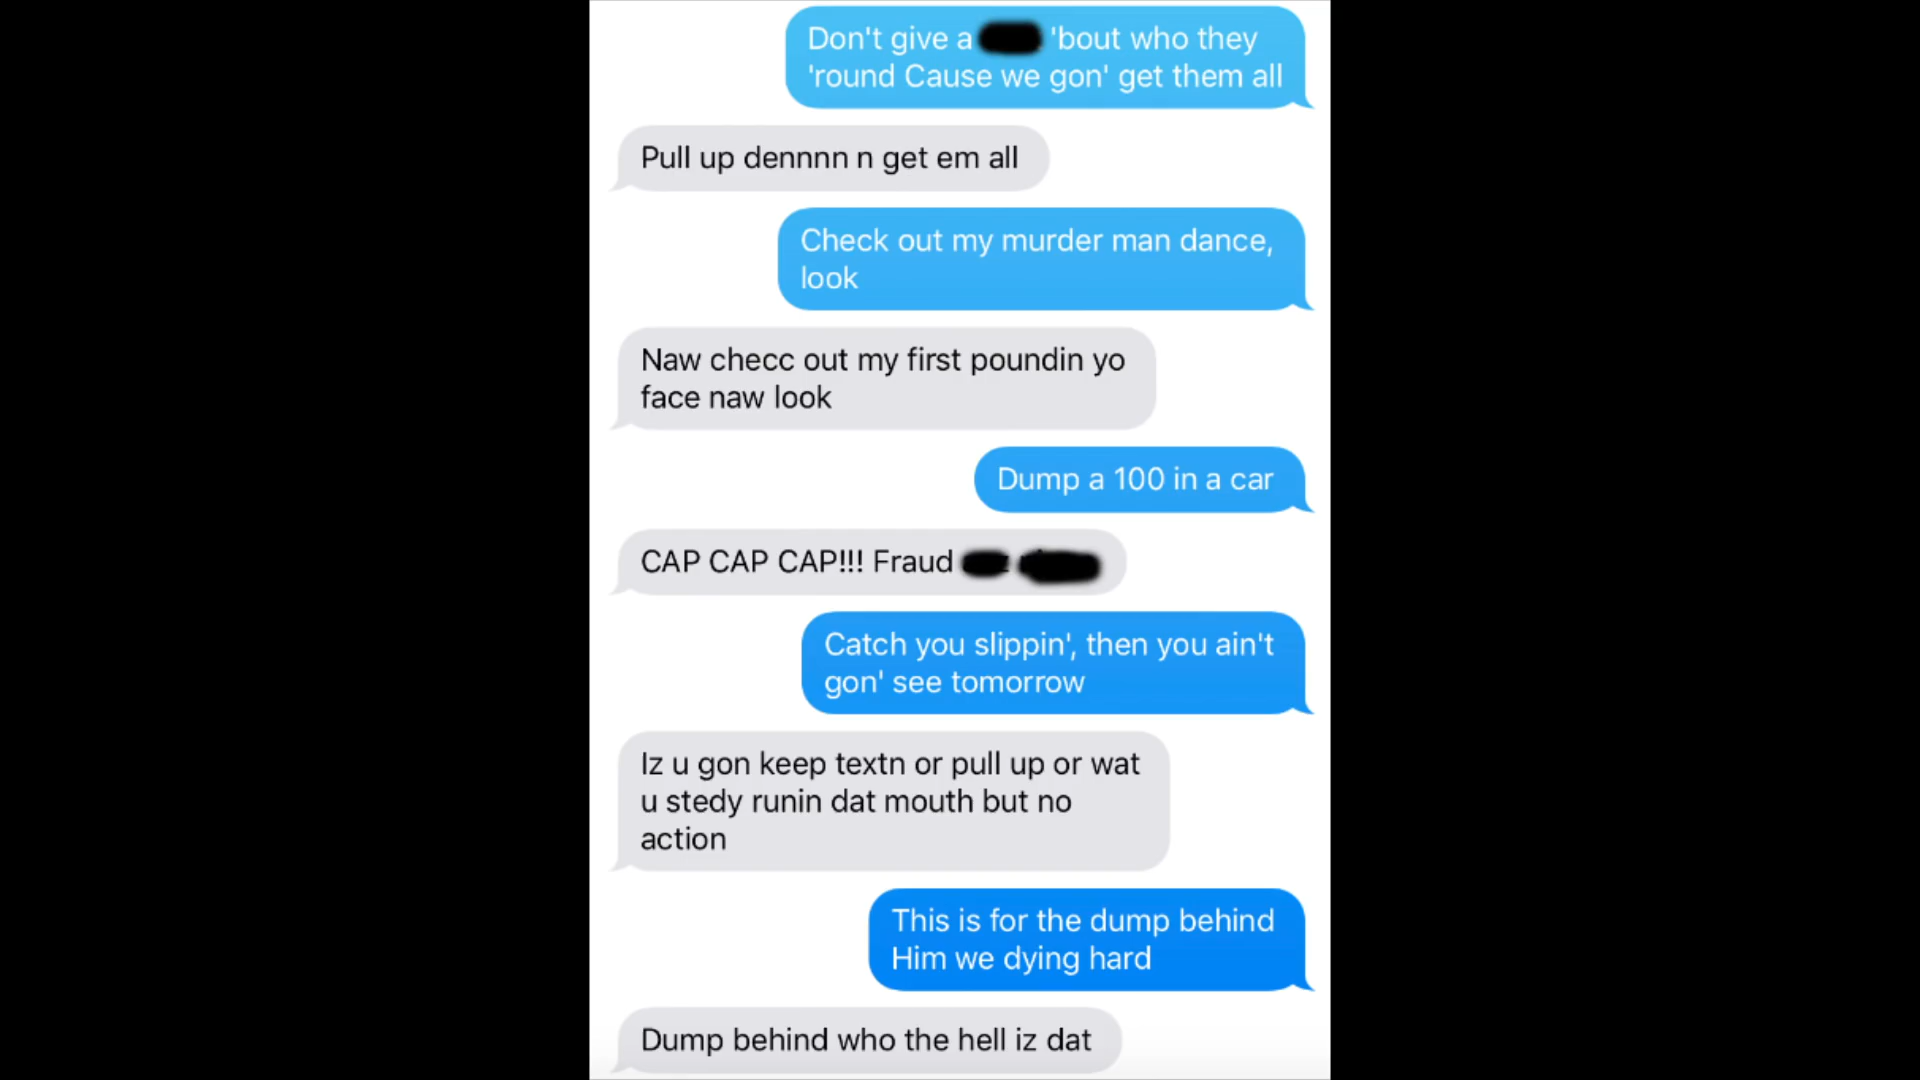 Don't give a 'bout who they
'round Cause we gon' get them all
Pull up dennnn n get em all
Check out my murder man dance,
look
Naw checc out my first poundin yo
face naw look
Dump a 100 in a car
CAP CAP CAP!!! Fraud
Catch you slippin', then you ain't
gon' see tomorrow
Iz u gon keep textn or pull up or wat
u stedy runin dat mouth but no
action
This is for the dump behind
Him we dying hard
Dump behind who the hell iz dat